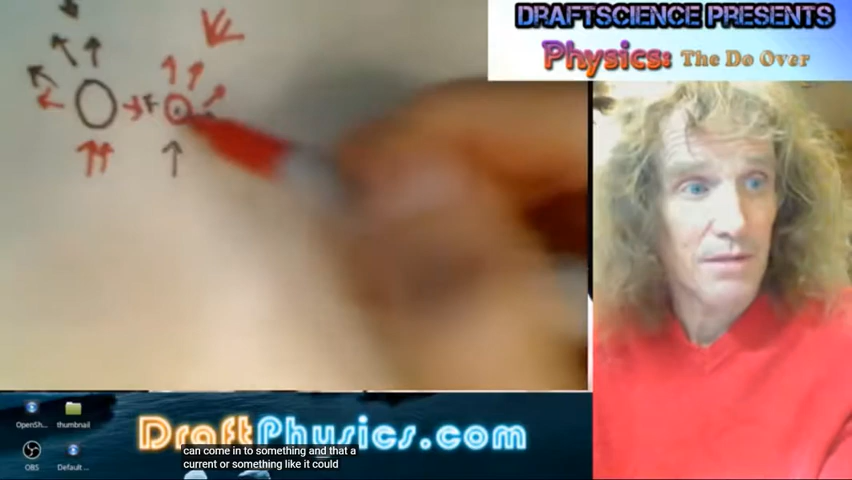 DRAFTSCIENCE PRESENTS
Physics: The Do Over
OpenSh... thumbnail
OBS Default ...
DraftPhysics.com
can come in to something and that a
current or something like it could